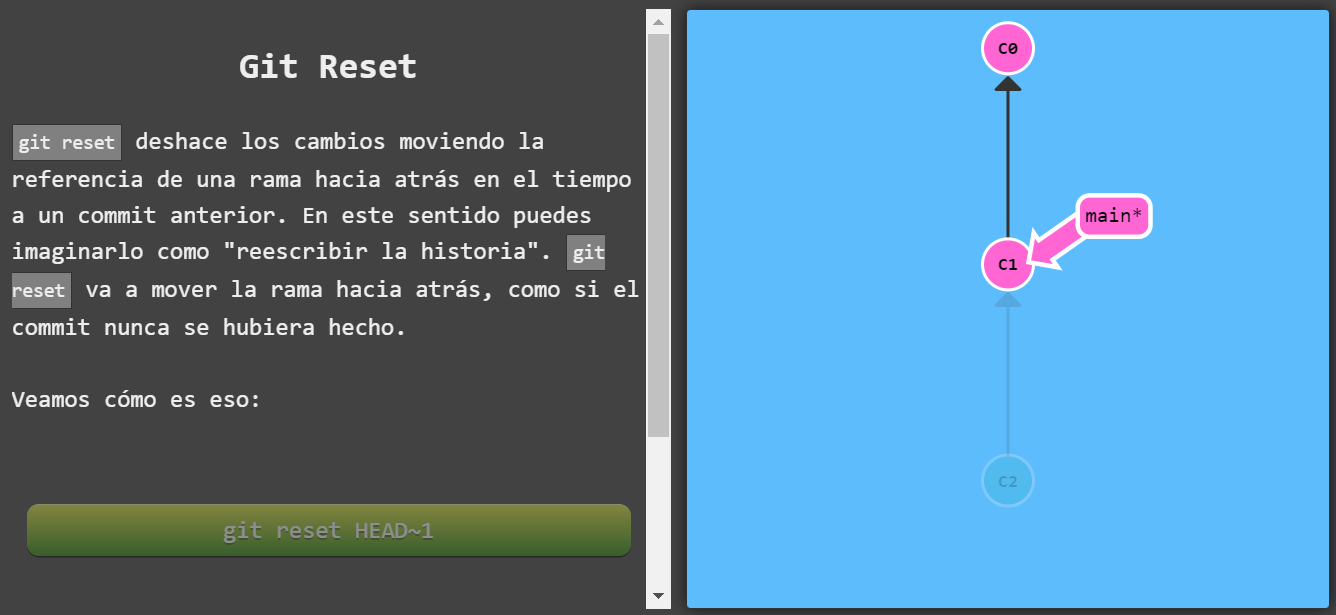 Git Reset
git reset deshace los cambios moviendo la
referencia de una rama hacia atrás en el tiempo
a un commit anterior. En este sentido puedes
imaginarlo como "reescribir la historia". git
reset va a mover la rama hacia atrás, como si el
commit nunca se hubiera hecho.
Veamos cómo es eso:
git reset HEAD~1
C0
main*
C1
C2